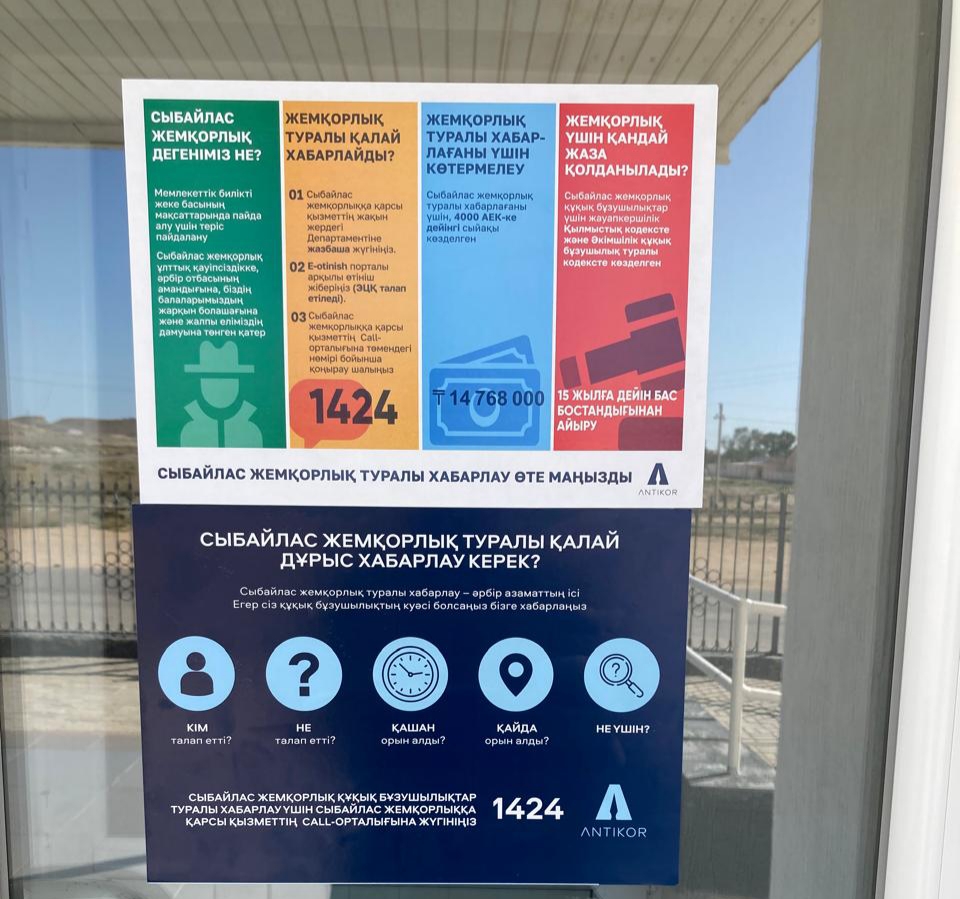 СЫБАЙЛАС
ЖЕМҚОРЛЫҚ
ДЕГЕНІМІЗ НЕ?
Мемлекеттік билікті
жеке басының
мақсаттарында пайда
алу үшін теріс
пайдалану
Сыбайлас жемқорлық
ұлттық қауіпсіздікке,
әрбір отбасының
амандығына, біздің
балаларымыздың
жарқын болашағына
және жалпы еліміздің
дамуына төнген қатер
ЖЕМҚОРЛЫҚ
ТУРАЛЫ ҚАЛАЙ
ХАБАРЛАЙДЫ?
01 Сыбайлас
жемқорлыққа қарсы
қызметтің жақын
жердегі
Департаментіне
жазбаша жүгініңіз.
02 E-otinish порталы
арқылы өтініш
жіберіңіз (ЭЦҚ талап
етіледі).
03 Сыбайлас
жемқорлыққа қарсы
қызметтің Call-
орталығына төмендегі
нөмірі бойынша
қоңырау шалыңыз
1424
ЖЕМҚОРЛЫҚ
ТУРАЛЫ ХАБАР-
ЛАҒАНЫ ҮШІН
КӨТЕРМЕЛЕУ
Сыбайлас жемқорлық
туралы хабарлағаны
үшін, 4000 АЕК-ке
дейінгі сыйақы
көзделген
₸ 14 768 000
ЖЕМҚОРЛЫҚ
ҮШІН ҚАНДАЙ
ЖАЗА
ҚОЛДАНЫЛАДЫ?
Сыбайлас жемқорлық
құқық бұзушылықтар
үшін жауапкершілік
Қылмыстық кодексте
және Әкімшілік құқық
бұзушылық туралы
кодексте көзделген
15 ЖЫЛҒА ДЕЙІН БАС
БОСТАНДЫҒЫНАН
АЙЫРУ
СЫБАЙЛАС ЖЕМҚОРЛЫҚ ТУРАЛЫ ХАБАРЛАУ ӨТЕ МАҢЫЗДЫ
ANTIKOR
СЫБАЙЛАС ЖЕМҚОРЛЫҚ ТУРАЛЫ ҚАЛАЙ
ДҰРЫС ХАБАРЛАУ КЕРЕК?
Сыбайлас жемқорлық туралы хабарлау – әрбір азаматтың ісі
Егер сіз құқық бұзушылықтың куәсі болсаңыз бізге хабарлаңыз
?
?
КІМ
талап етті?
НЕ
талап етті?
ҚАШАН
орын алды?
ҚАЙДА
орын алды?
НЕ ҮШІН?
СЫБАЙЛАС ЖЕМҚОРЛЫҚ ҚҰҚЫҚ БҰЗУШЫЛЫҚТАР
ТУРАЛЫ ХАБАРЛАУ ҮШІН СЫБАЙЛАС ЖЕМҚОРЛЫҚҚА
ҚАРСЫ ҚЫЗМЕТТІҢ CALL-ОРТАЛЫҒЫНА ЖҮГІНІҢІЗ
1424
ANTIKOR